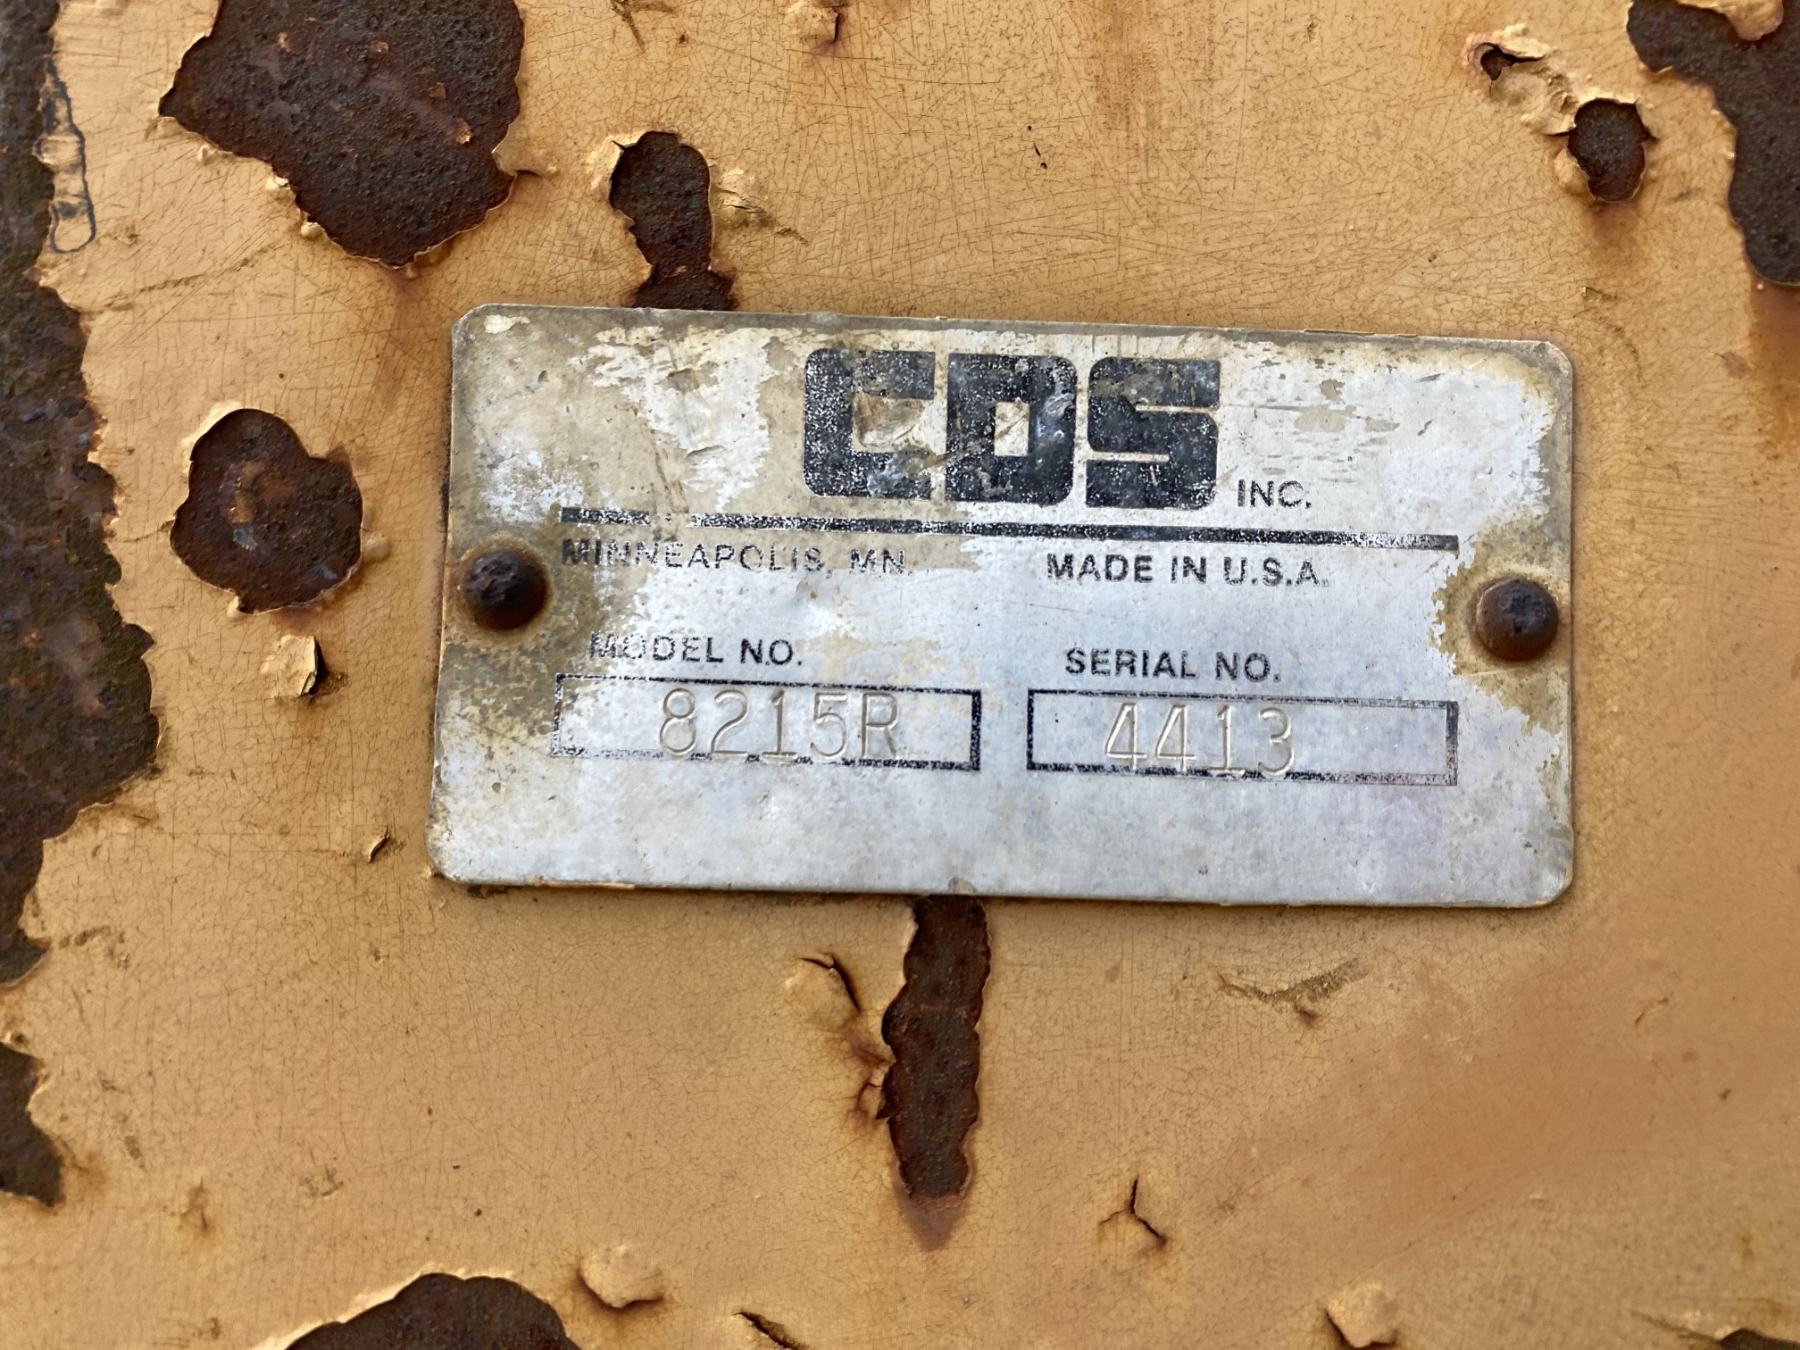 CDS INC.
MINNEAPOLIS, MN. MADE IN U.S.A.
MODEL NO. SERIAL NO.
8215R 4413